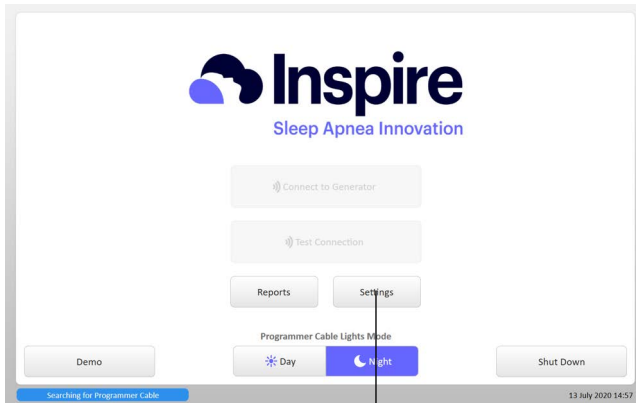 Inspire
Sleep Apnea Innovation
Connect to Generator
Test Connection
Reports Settings
Programmer Cable Lights Mode
Demo Day Night Shut Down
Searching for Programmer Cable 13 July 2020 14:57